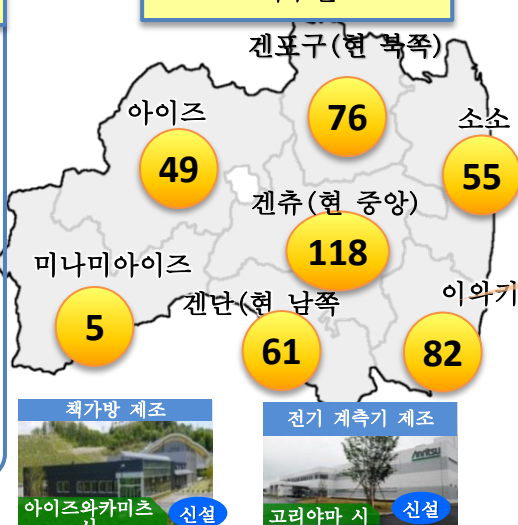 겐포구(현 북쪽)
76
아이즈
49
소소
55
겐츄(현 중앙)
118
미나미아이즈
5
겐난(현 남쪽
61
이와키
82
책가방 제조
전기 계측기 제조
Anritsu
아이즈와카미츠
신설
고리야마 시
신설